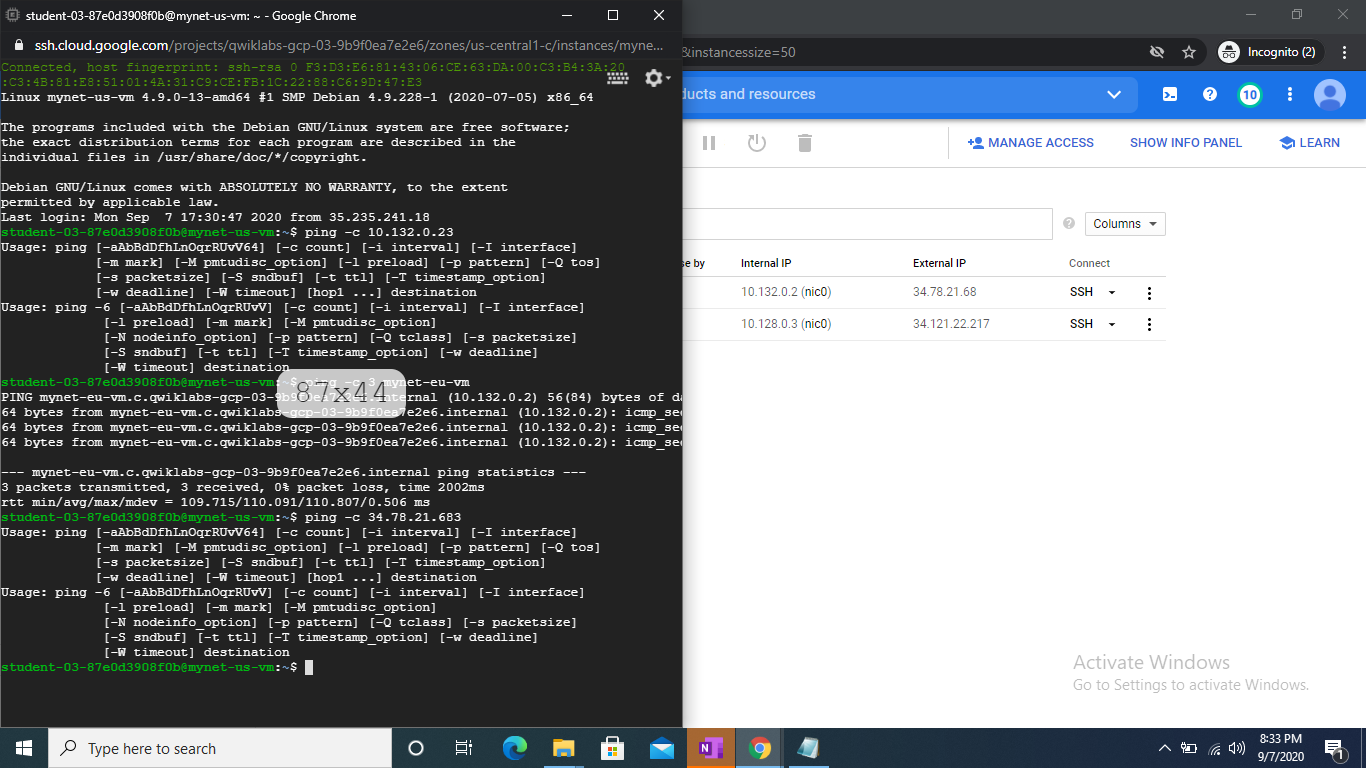 student-03-87e0d3908f0b@mynet-us-vm: ~ - Google Chrome
ssh.cloud.google.com/projects/qwiklabs-gcp-03-9b9f0ea7e2e6/zones/us-central1-c/instances/myne...
Connected, host fingerprint: ssh-rsa 0 F3:D3:E6:81:43:06:CE:63:DA:00:C3:B4:3A:20
:C3:4B:81:E8:51:01:4A:31:C9:CE:FB:1C:22:88:C6:9D:47:E3
Linux mynet-us-vm 4.9.0-13-amd64 #1 SMP Debian 4.9.228-1 (2020-07-05) x86_64
The programs included with the Debian GNU/Linux system are free software;
the exact distribution terms for each program are described in the
individual files in /usr/share/doc/*/copyright.
Debian GNU/Linux comes with ABSOLUTELY NO WARRANTY, to the extent
permitted by applicable law.
Last login: Mon Sep  7 17:30:47 2020 from 35.235.241.18
student-03-87e0d3908f0b@mynet-us-vm:~$ ping -c 10.132.0.23
Usage: ping [-aAbBdDfhLnOqrRUvV64] [-c count] [-i interval] [-I interface]
[-m mark] [-M pmtudisc_option] [-l preload] [-p pattern] [-Q tos]
[-s packetsize] [-S sndbuf] [-t ttl] [-T timestamp_option]
[-w deadline] [-W timeout] [hop1 ...] destination
Usage: ping -6 [-aAbBdDfhLnOqrRUvV] [-c count] [-i interval] [-I interface]
[-l preload] [-m mark] [-M pmtudisc_option]
[-N nodeinfo_option] [-p pattern] [-Q tclass] [-s packetsize]
[-S sndbuf] [-t ttl] [-T timestamp_option] [-w deadline]
[-W timeout] destination
student-03-87e0d3908f0b@mynet-us-vm:~$ ping -c 3 mynet-eu-vm
87x44
PING mynet-eu-vm.c.qwiklabs-gcp-03-9b9f0ea7e2e6.internal (10.132.0.2) 56(84) bytes of da
64 bytes from mynet-eu-vm.c.qwiklabs-gcp-03-9b9f0ea7e2e6.internal (10.132.0.2): icmp_se
64 bytes from mynet-eu-vm.c.qwiklabs-gcp-03-9b9f0ea7e2e6.internal (10.132.0.2): icmp_se
64 bytes from mynet-eu-vm.c.qwiklabs-gcp-03-9b9f0ea7e2e6.internal (10.132.0.2): icmp_se
--- mynet-eu-vm.c.qwiklabs-gcp-03-9b9f0ea7e2e6.internal ping statistics ---
3 packets transmitted, 3 received, 0% packet loss, time 2002ms
rtt min/avg/max/mdev = 109.715/110.091/110.807/0.506 ms
student-03-87e0d3908f0b@mynet-us-vm:~$ ping -c 34.78.21.683
Usage: ping [-aAbBdDfhLnOqrRUvV64] [-c count] [-i interval] [-I interface]
[-m mark] [-M pmtudisc_option] [-l preload] [-p pattern] [-Q tos]
[-s packetsize] [-S sndbuf] [-t ttl] [-T timestamp_option]
[-w deadline] [-W timeout] [hop1 ...] destination
Usage: ping -6 [-aAbBdDfhLnOqrRUvV] [-c count] [-i interval] [-I interface]
[-l preload] [-m mark] [-M pmtudisc_option]
[-N nodeinfo_option] [-p pattern] [-Q tclass] [-s packetsize]
[-S sndbuf] [-t ttl] [-T timestamp_option] [-w deadline]
[-W timeout] destination
student-03-87e0d3908f0b@mynet-us-vm:~$
&instancessize=50
Incognito (2)
ducts and resources
10
MANAGE ACCESS SHOW INFO PANEL LEARN
Columns
se by Internal IP External IP Connect
10.132.0.2 (nic0) 34.78.21.68 SSH
10.128.0.3 (nic0) 34.121.22.217 SSH
Activate Windows
Go to Settings to activate Windows.
Type here to search
8:33 PM
9/7/2020
1